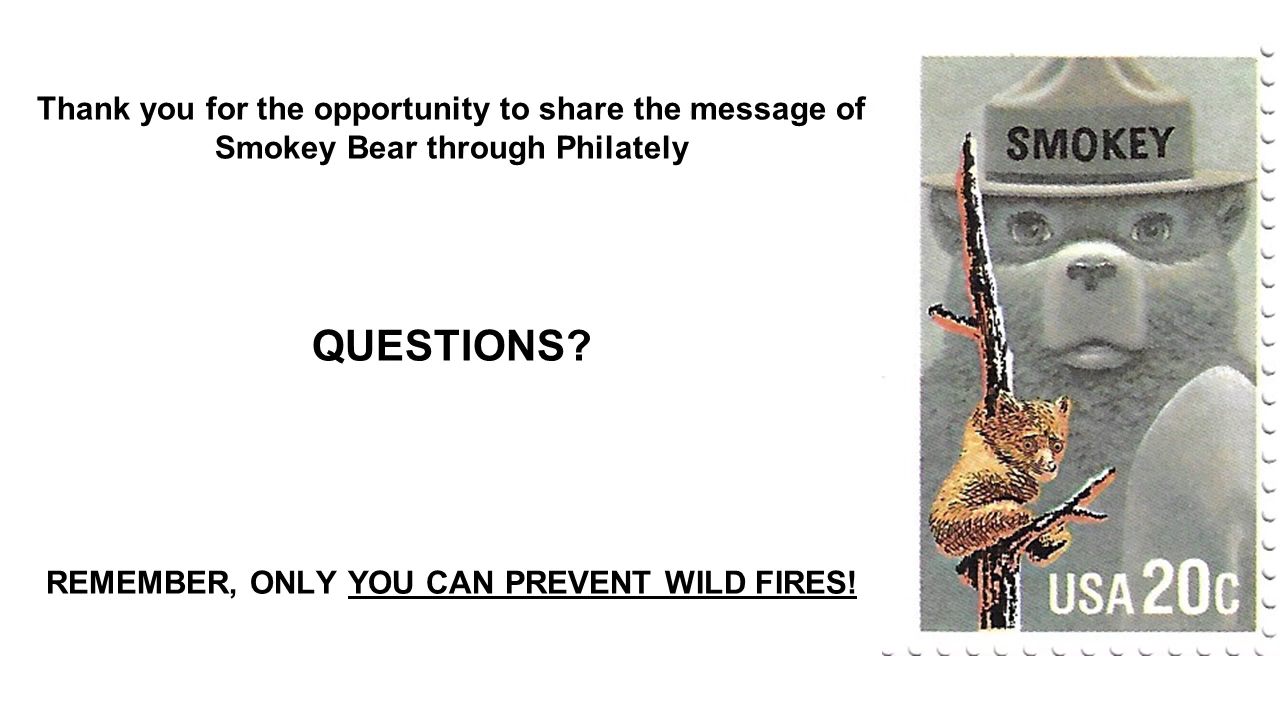 Thank you for the opportunity to share the message of
Smokey Bear through Philately
QUESTIONS?
REMEMBER, ONLY YOU CAN PREVENT WILD FIRES!
SMOKEY
USA 20c